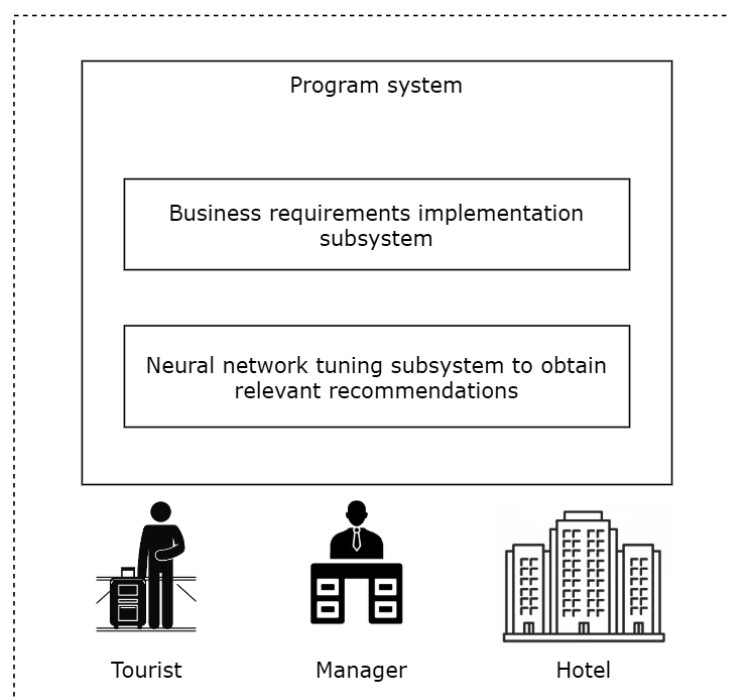 Program system
Business requirements implementation
subsystem
Neural network tuning subsystem to obtain
relevant recommendations
Tourist
Manager
Hotel